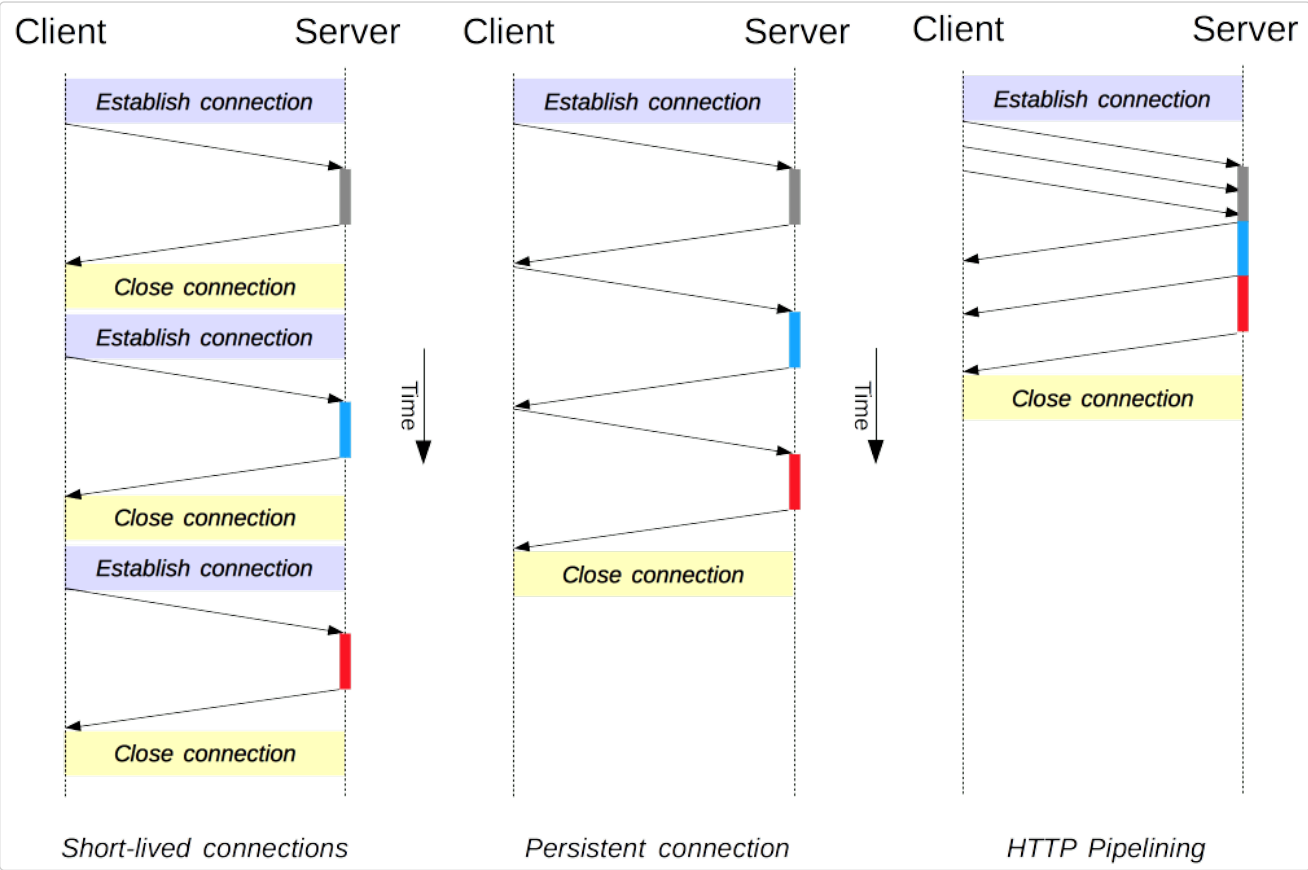 Client Server Client Server Client Server
Establish connection
Close connection
Establish connection
Close connection
Establish connection
Close connection
Short-lived connections
Time
Establish connection
Close connection
Persistent connection
Time
Establish connection
Close connection
HTTP Pipelining